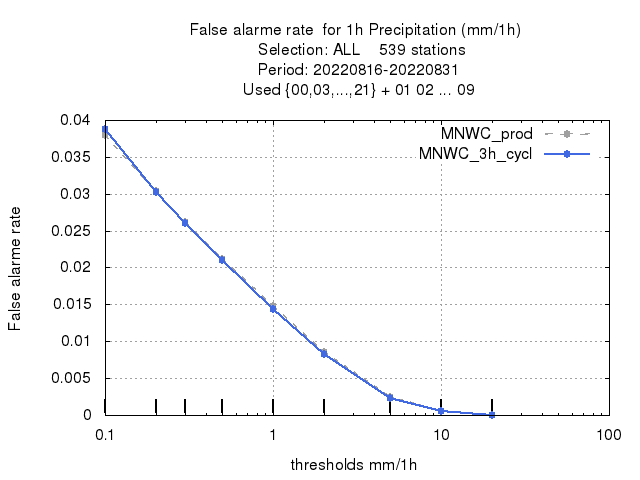 False alarme rate  for 1h Precipitation (mm/1h)
Selection: ALL    539 stations
Period: 20220816-20220831
Used {00,03,...,21} + 01 02 ... 09
MNWC_prod
MNWC_3h_cycl
False alarme rate
0.04
0.035
0.03
0.025
0.02
0.015
0.01
0.005
0
0.1
1
10
100
thresholds mm/1h